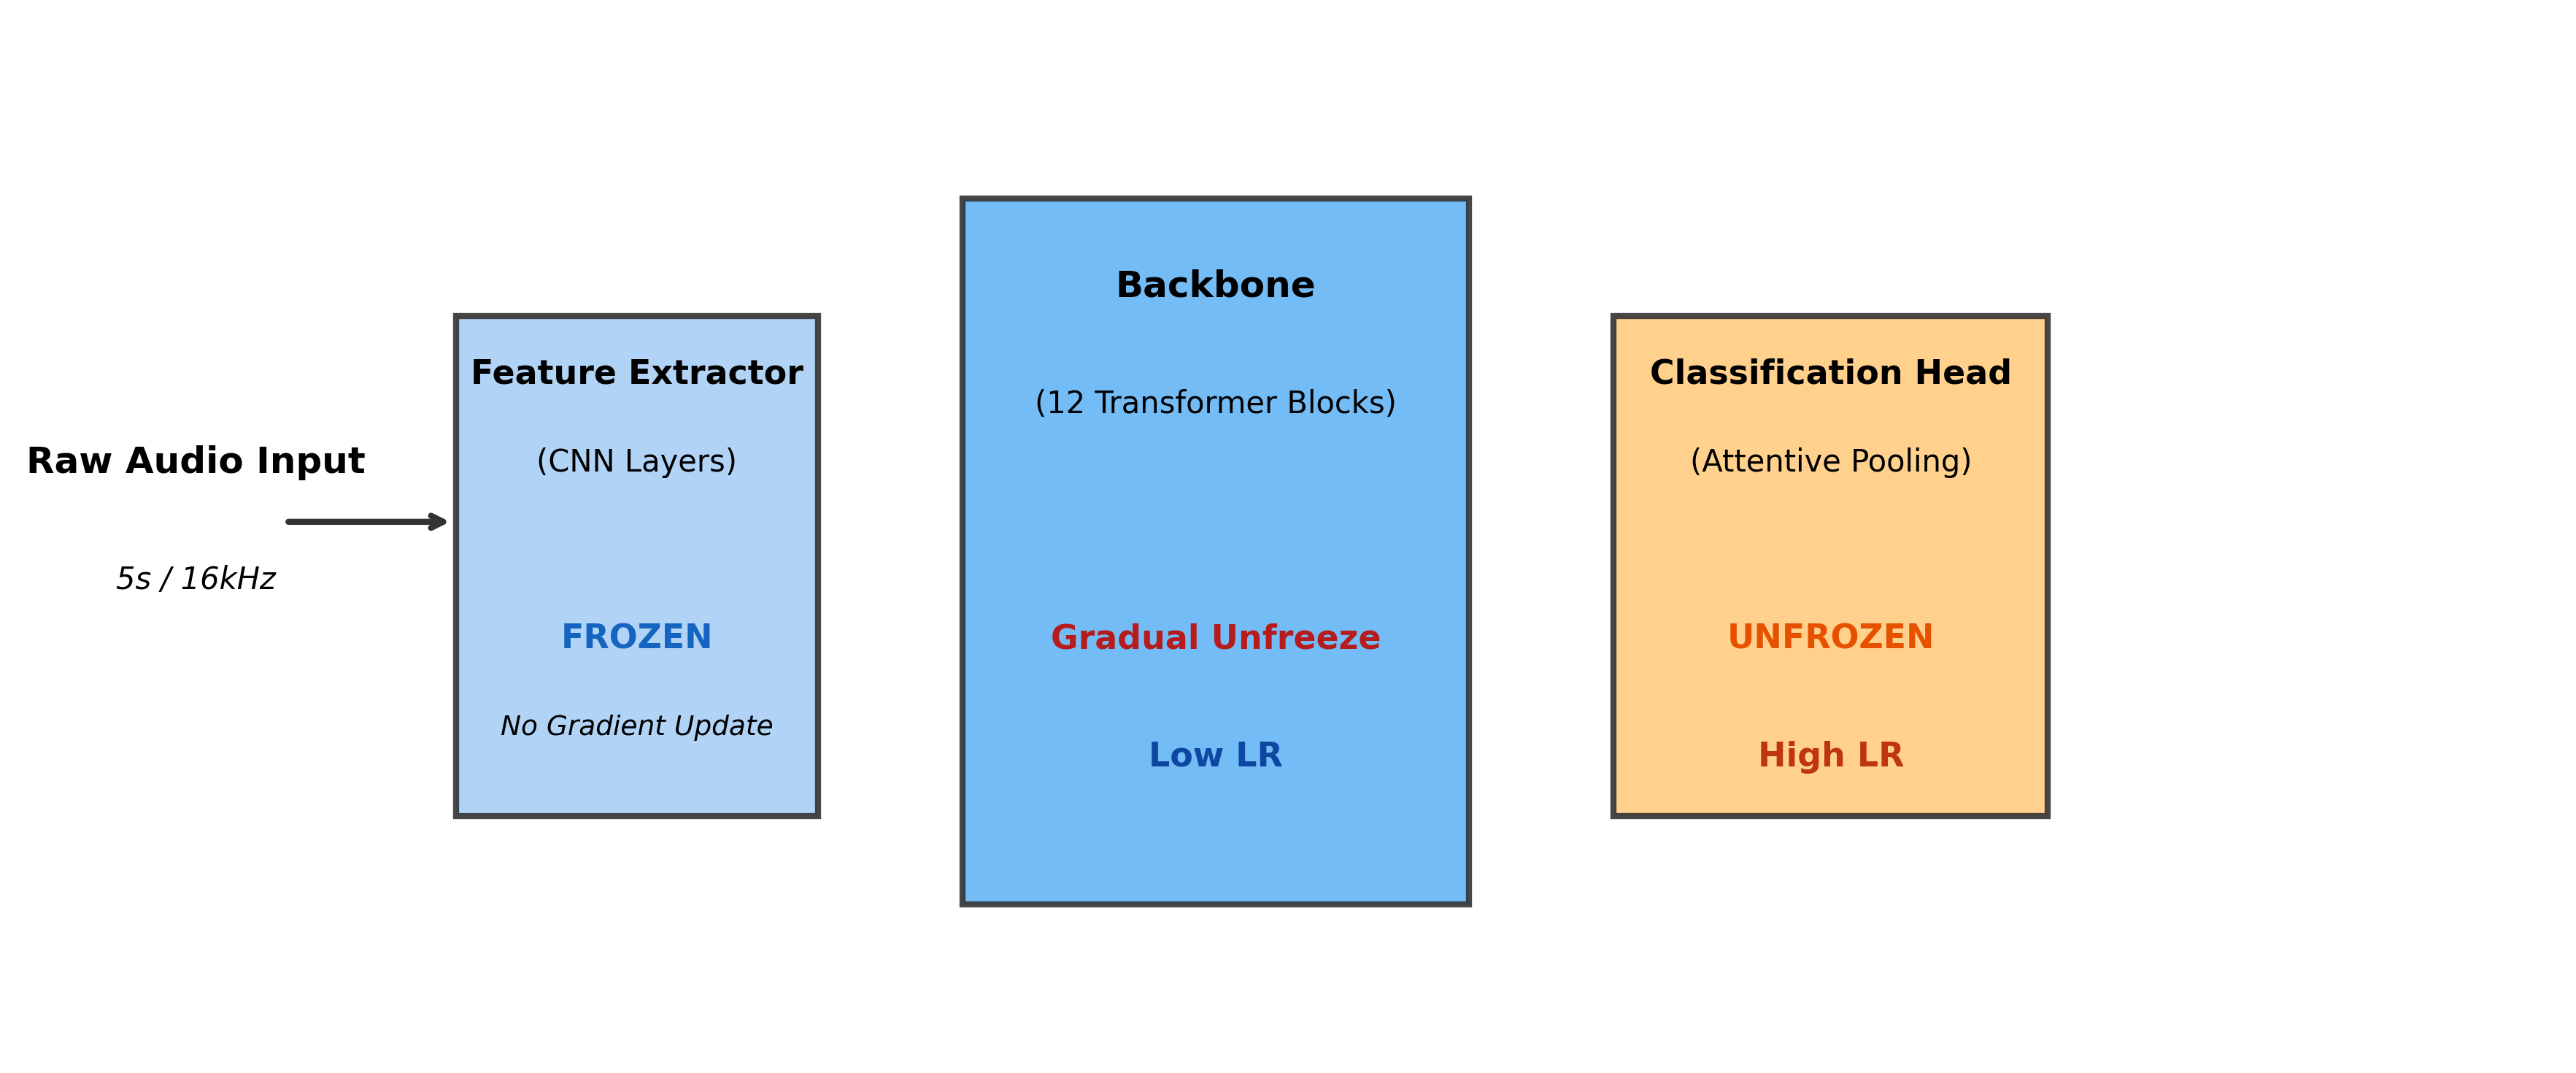 Raw Audio Input
5s / 16kHz
Feature Extractor
(CNN Layers)
FROZEN
No Gradient Update
Backbone
(12 Transformer Blocks)
Gradual Unfreeze
Low LR
Classification Head
(Attentive Pooling)
UNFROZEN
High LR